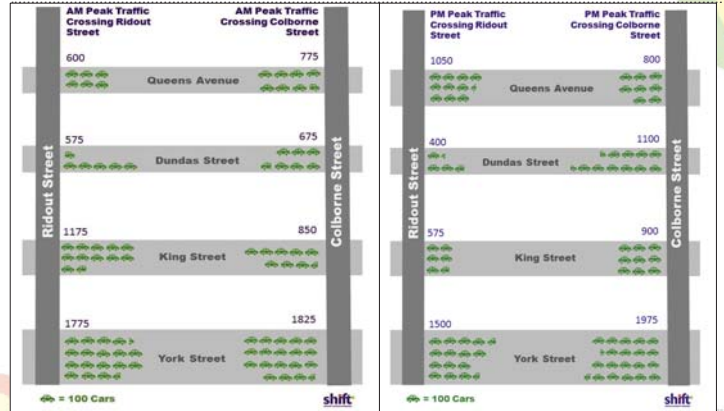 AM Peak Traffic
Crossing Ridout
Street
AM Peak Traffic
Crossing Colborne
Street
600
775
Queens Avenue
575
675
Dundas Street
Ridout Street
Colborne Street
1175
850
King Street
1775
1825
York Street
= 100 Cars
shift
PM Peak Traffic
Crossing Ridout
Street
PM Peak Traffic
Crossing Colborne
Street
1050
800
Queens Avenue
400
1100
Dundas Street
Ridout Street
Colborne Street
575
900
King Street
1500
1975
York Street
= 100 Cars
shift